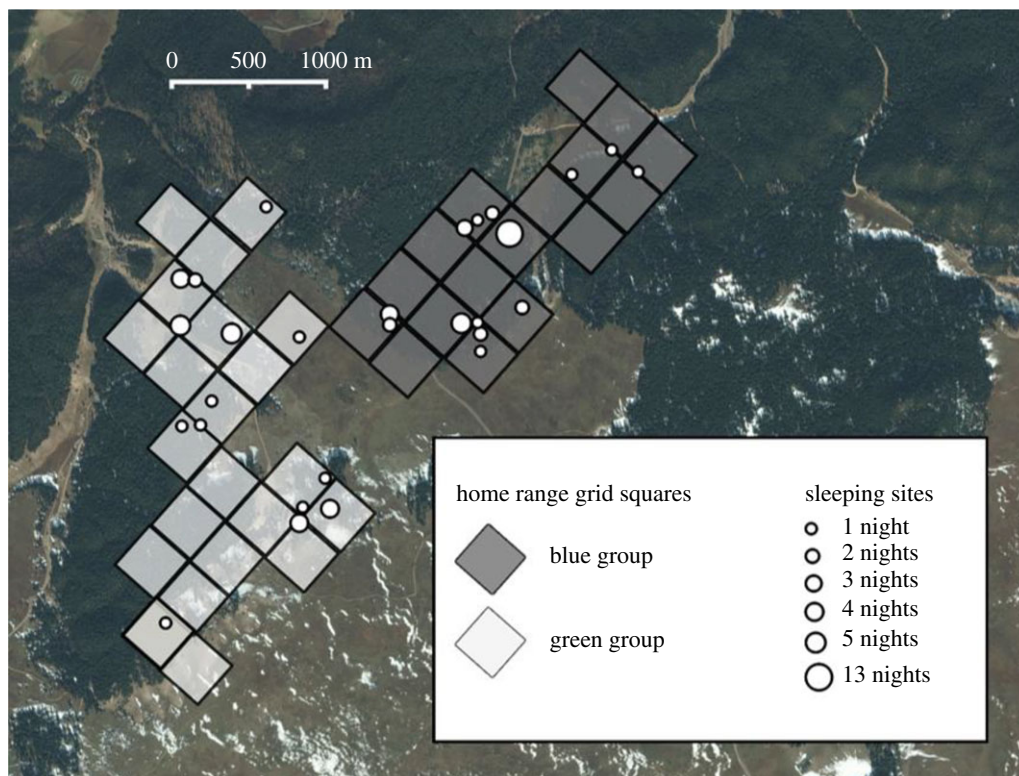 0 500 1000 m
home range grid squares
blue group
green group
sleeping sites
1 night
2 nights
3 nights
4 nights
5 nights
13 nights